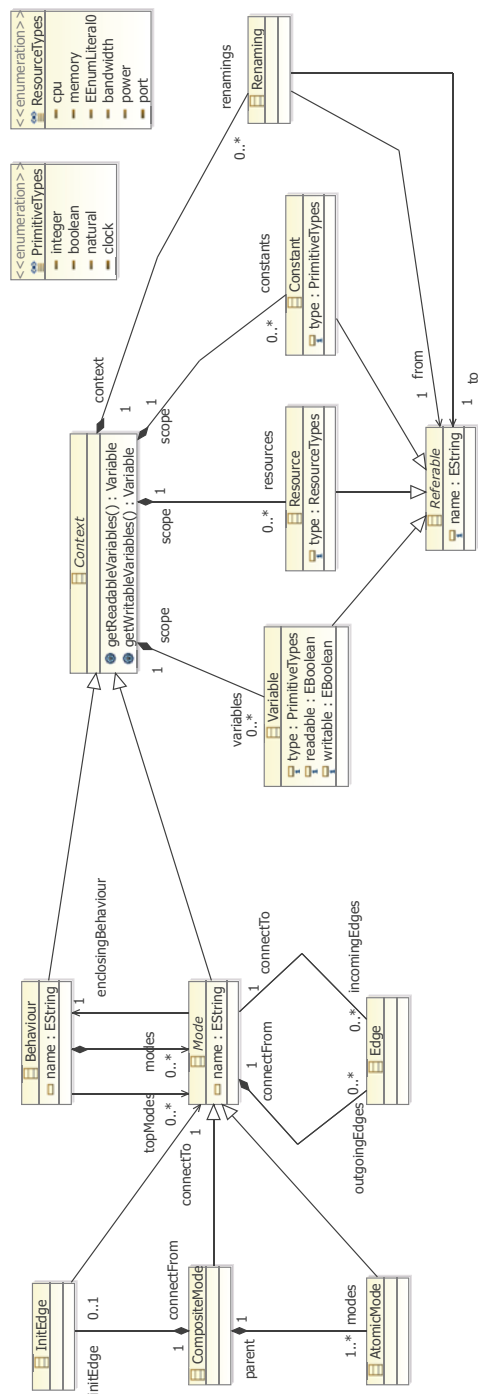 InitEdge
initEdge
0..1
1
connectFrom
connectTo
1
CompositeMode
1
parent
1..*
modes
AtomicMode
Behaviour
name : EString
topModes
0..*
modes
0..*
1
enclosingBehaviour
Mode
name : EString
1
connectFrom
1
connectTo
outgoingEdges
0..*
0..*
incomingEdges
Edge
Context
getReadableVariables() : Variable
getWritableVariables() : Variable
1
scope
variables
0..*
Variable
type : PrimitiveTypes
readable : EBoolean
writable : EBoolean
scope
1
0..*
resources
Resource
type : ResourceTypes
scope
1
0..*
constants
Constant
type : PrimitiveTypes
1
context
0..*
renamings
Renaming
Referable
name : EString
1
from
1
to
<<enumeration>>
PrimitiveTypes
integer
boolean
natural
clock
<<enumeration>>
ResourceTypes
cpu
memory
EEnumLiteral0
bandwidth
power
port